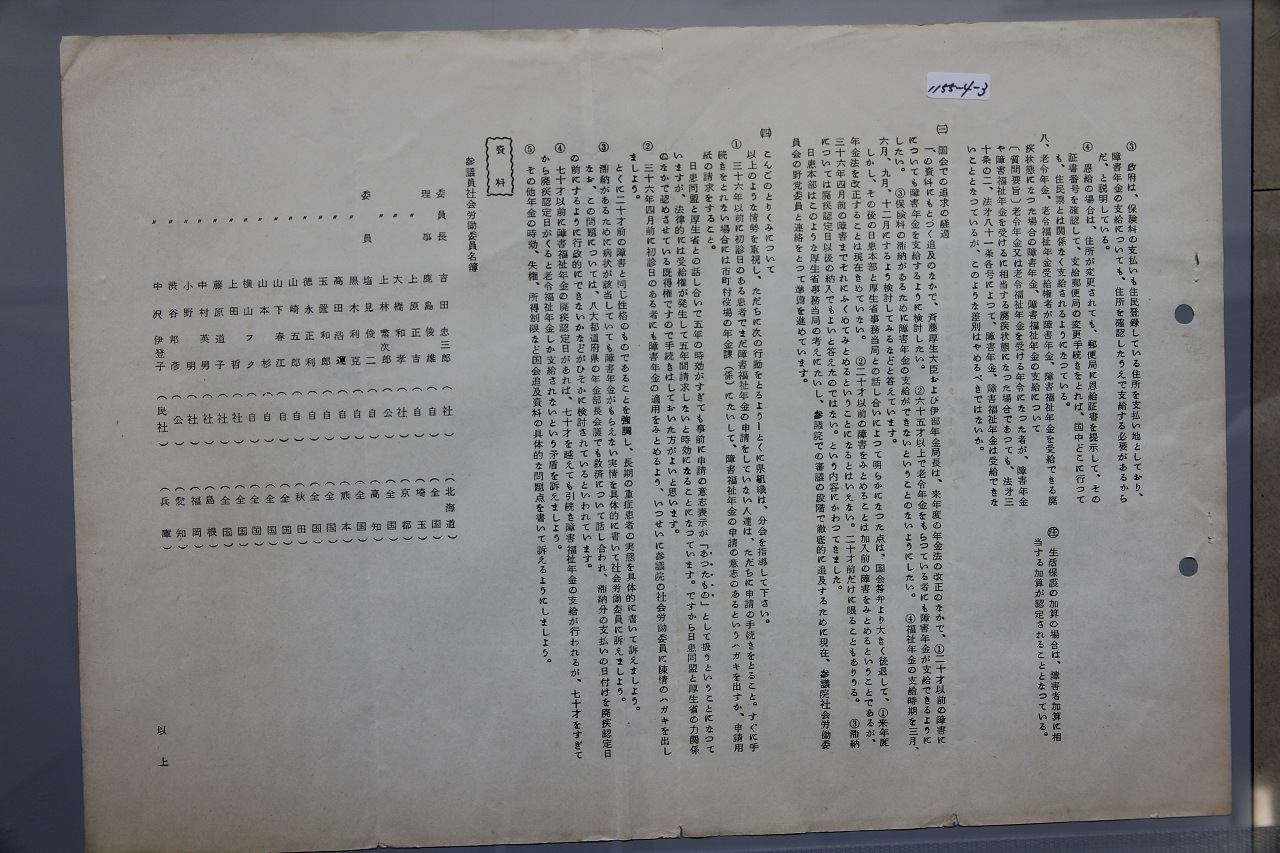 1155-4-3
③ 政府は、保険料の支払いも住民登録している住所を支払い地としており、
障害年金の支給についても、住所を確認したうえで支給する必要があるから
だ、と説明している。
④ 恩給の場合は、住所が変更されても、郵便局に恩給証書を提示して、その
証書番号を確認して、支給郵便局の変更手続きをとれば、国中どこに行つて
も、住民票とは関係なく支給されるようになつている。
八、老令年金、老令福祉年金受給権者が障害年金、障害福祉年金を受給できる廃
疾状態になつた場合の障害年金、障害福祉年金の支給について
〔質問要旨〕老令年金又は老令福祉年金を受ける年令になつた者が、障害年金
や障害福祉年金を受けるに相当する廃疾状態になつた場合であつても、法才三
十条の二、法才八十一条各号によつて、障害年金、障害福祉年金は受給できな
いこととなつているが、このような差別はやめるべきではないか。
㊟ 生活保護の加算の場合は、障害者加算に相
当する加算が認定されることとなつている。
㈢ 国会での追求の経過
一の資料にもとづく追及のなかで、斉藤厚生大臣および伊部年金局長は、来年度の年金法の改正のなかで、①二十才以前の障害に
ついても障害年金を支給するように検討したい。 ②六十五才以上で老令年金をもらつている者にも障害年金が支給できるように
したい。 ③保険料の滞納があるために障害年金の支給ができないということのないようにしたい。 ④福祉年金の支給時期を三月、
六月、九月、十二月にするよう検討してみるなどと答えています。
しかし、その後の日患本部と厚生省事務当局との話し合いによつて明らかになつた点は、国会答弁より大きく後退して、①来年度
年金法を改正することは現在きめていない。 ②二十才以前の障害をみとめることは加入前の障害をみとめるということであるが、
三十六年四月前の障害までそれにふくめてみとめるということになるとはいえない。二十才前だけに限ることもありうる。 ③滞納
については廃疾認定日以後の納入でもよいと答えたのではない。という内容にかわつてきました。
日患本部はこのような厚生省事務当局の考えにたいし、参議院での審議の段階で徹底的に追及するために現在、参議院社会労働委
員会の野党委員と連絡をとつて準備を進めています。
㈣ こんごのとりくみについて
以上のような情勢を重視し、ただちに次の行動をとるよう―とくに県組織は、分会を指導して下さい。
① 三十六年以前に初診日のある患者でまだ障害福祉年金の申請をしていない人達は、ただちに申請の手続きをとること。すぐに手
続きをとれない場合には市町村役場の年金課（係）にたいして、障害福祉年金の申請の意志のあるというハガキを出すか、申請用
紙の請求をすること。
日患同盟と厚生省との話し合いで五年の時効がすぎても事前に申請の意志表示が「あつたもの」として扱うということになつて
いますが、法律的には受給権が発生して五年間請求しないと時効になることになつています。ですから日患同盟と厚生省の力関係
のなかで認めさせている既得権ですので手続きはしておいた方がよいと思います。
② 三十六年四月前に初診日のある者にも障害年金の適用をみとめるよう、いつせいに参議院の社会労働委員に陳情のハガキを出し
ましよう。
とくに二十才前の障害と同じ性格のものであることを強調し、長期の重症患者の実態を具体的に書いて訴えましよう。
③ 滞納があるために病状が該当していても障害年金がもらえない実情を具体的に書いて社会労働委員に訴えましよう。
なお、この問題については、八大都道府県の年金部長会議でも救済について話し合われ、滞納分の支払いの日付けを廃疾認定日
の前にするように行政的にできないかなどがひそかに検討されているといわれています。
④ 七十才以前に障害福祉年金の廃疾認定日があれば、七十才を越えても引続き障害福祉年金の支給が行われるが、七十才をすぎて
から廃疾認定日がくると老令福祉年金しか支給されないという矛盾を訴えましよう。
⑤ その他年金の時効、失権、所得制限など国会追及資料の具体的な問題点を書いて訴えるようにしましよう。
資料
参議員社会労働委員名簿
委員長 吉田忠三郎（社）（北海道）
理事 鹿島俊雄（自）（全国）
〃 上原正吉（自）（埼玉）
〃 大橋和孝（社）（京都）
〃 上林繁次郎（公）（全国）
委員 塩見俊二（自）（高知）
〃 黒木利克（自）（全国）
〃 高田浩運（自）（熊本）
〃 玉置和郎（自）（全国）
〃 徳永正利（自）（全国）
〃 山崎五郎（自）（秋田）
〃 山下春江（自）（全国）
〃 山本杉（自）（全国）
〃 横山フク（自）（全国）
〃 上田哲（社）（全国）
〃 藤原道子（社）（全国）
〃 中村英男（社）（島根）
〃 小野明（社）（福岡）
〃 渋谷邦彦（公）（愛知）
〃 中沢伊登子（民社）（兵庫）
以上